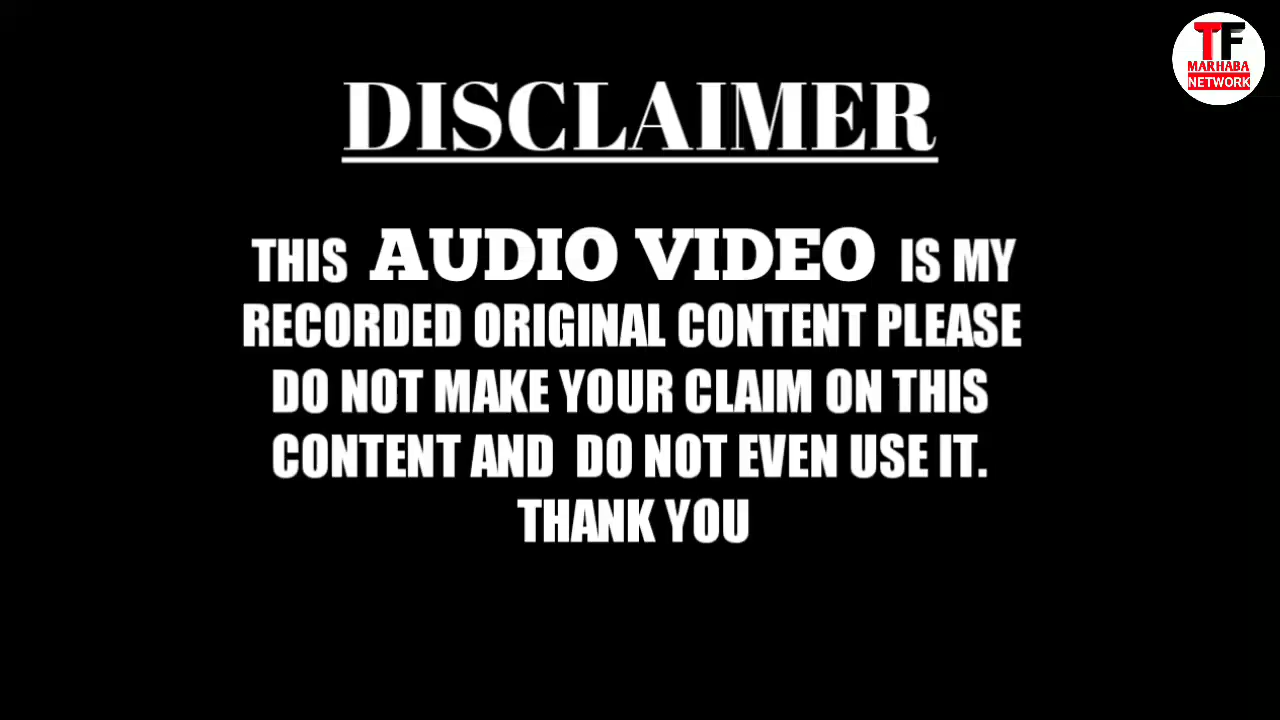 TF
MARHABA
NETWORK
DISCLAIMER
THIS AUDIO VIDEO IS MY
RECORDED ORIGINAL CONTENT PLEASE
DO NOT MAKE YOUR CLAIM ON THIS
CONTENT AND DO NOT EVEN USE IT.
THANK YOU